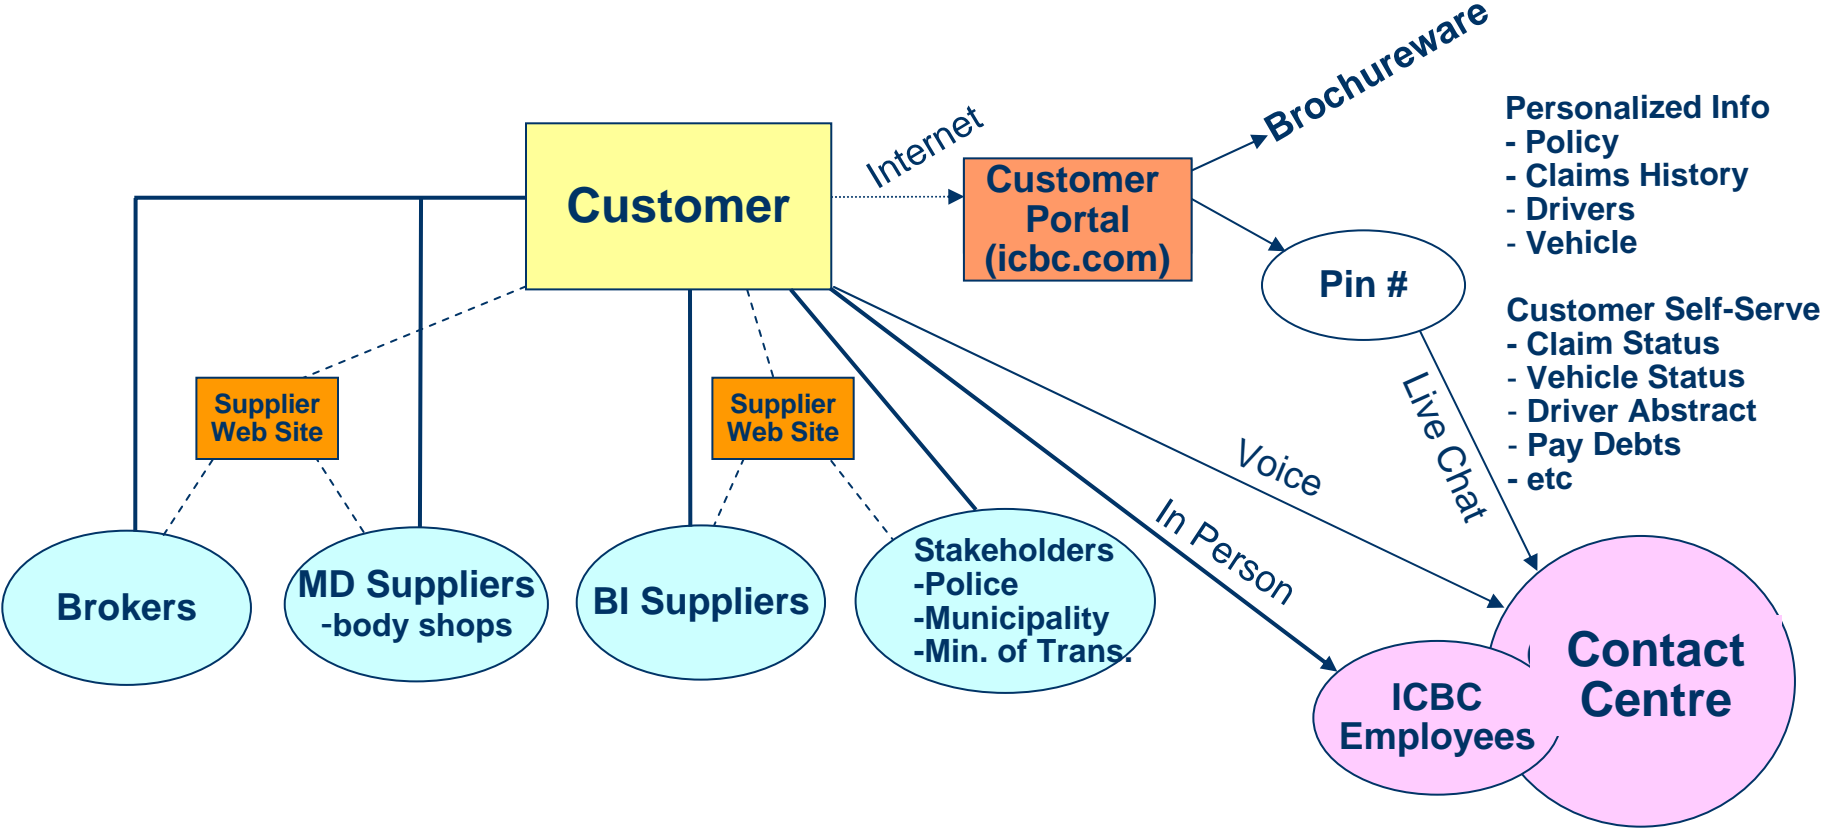 Brochureware
Internet
Customer
Customer
Portal
(icbc.com)
Personalized Info
- Policy
- Claims History
- Drivers
- Vehicle
Pin #
Customer Self-Serve
- Claim Status
- Vehicle Status
- Driver Abstract
- Pay Debts
- etc
Live Chat
Supplier
Web Site
Supplier
Web Site
Voice
In Person
Brokers
MD Suppliers
-body shops
BI Suppliers
Stakeholders
-Police
-Municipality
-Min. of Trans.
ICBC
Employees
Contact
Centre